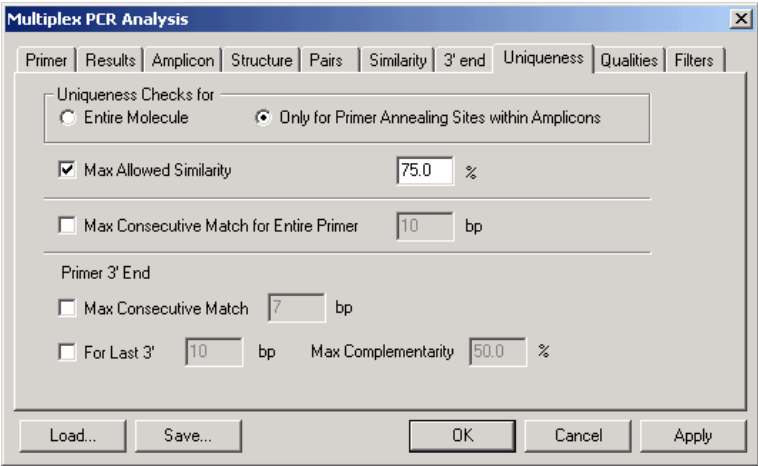 Multiplex PCR Analysis
Primer Results Amplicon Structure Pairs Similarity 3' end Uniqueness Qualities Filters
Uniqueness Checks for
Entire Molecule Only for Primer Annealing Sites within Amplicons
Max Allowed Similarity 75.0 %
Max Consecutive Match for Entire Primer 10 bp
Primer 3' End
Max Consecutive Match 7 bp
For Last 3' 10 bp Max Complementarity 50.0 %
Load... Save... OK Cancel Apply